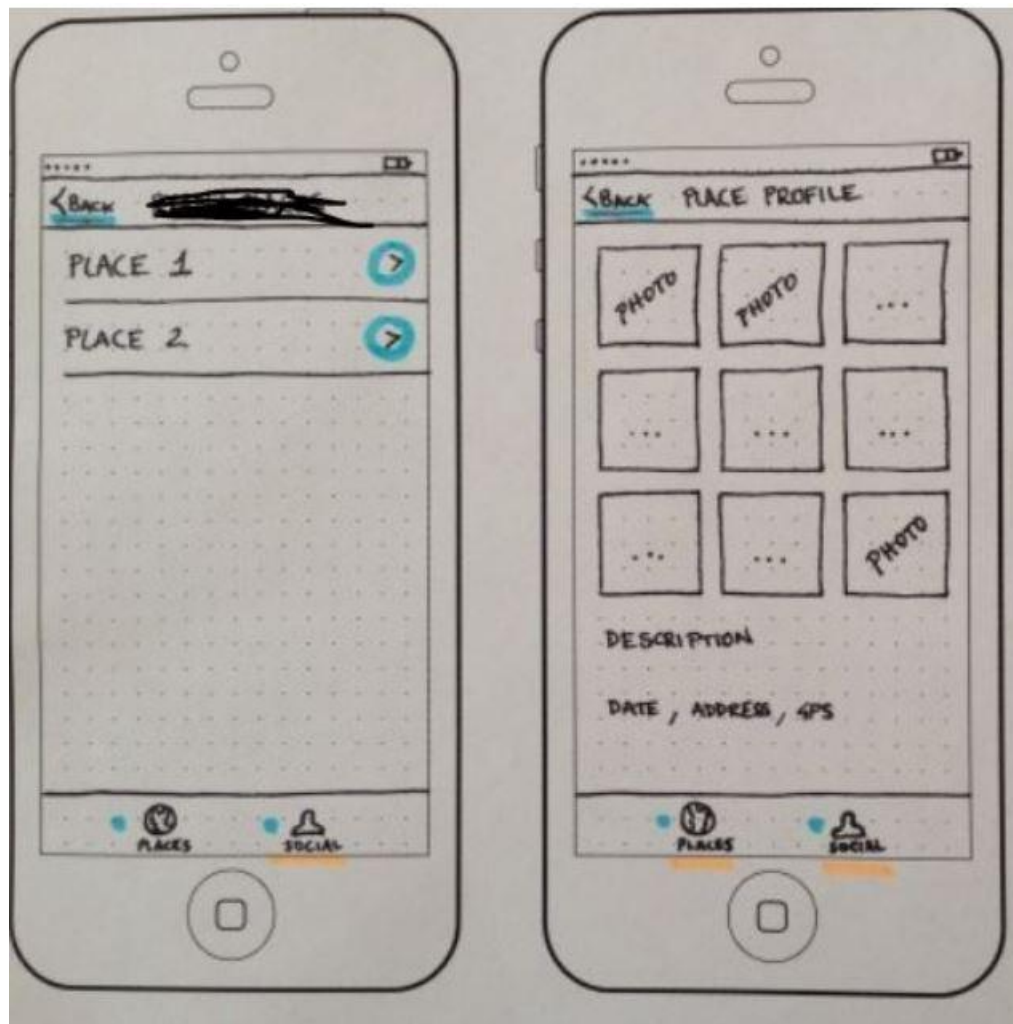 <BACK
PLACE 1 >
PLACE 2 >
PLACES SOCIAL
<BACK PLACE PROFILE
PHOTO PHOTO ...
... ... ...
... ... PHOTO
DESCRIPTION
DATE, ADDRESS, GPS
PLACES SOCIAL